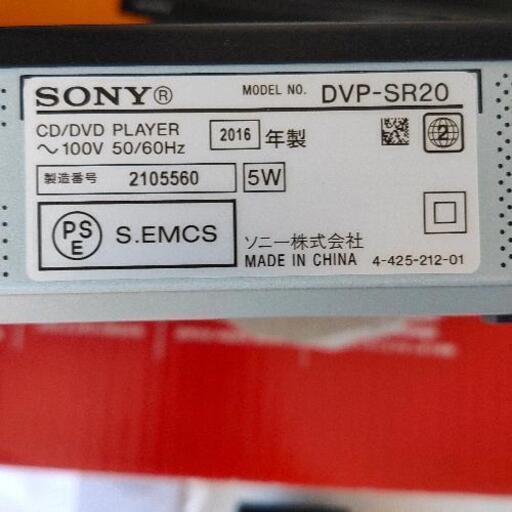 SONY® MODEL NO. DVP-SR20
CD/DVD PLAYER
～100V 50/60Hz
2016 年製
2
製造番号 2105560 5W
PSE S.EMCS
ソニー株式会社
MADE IN CHINA 4-425-212-01